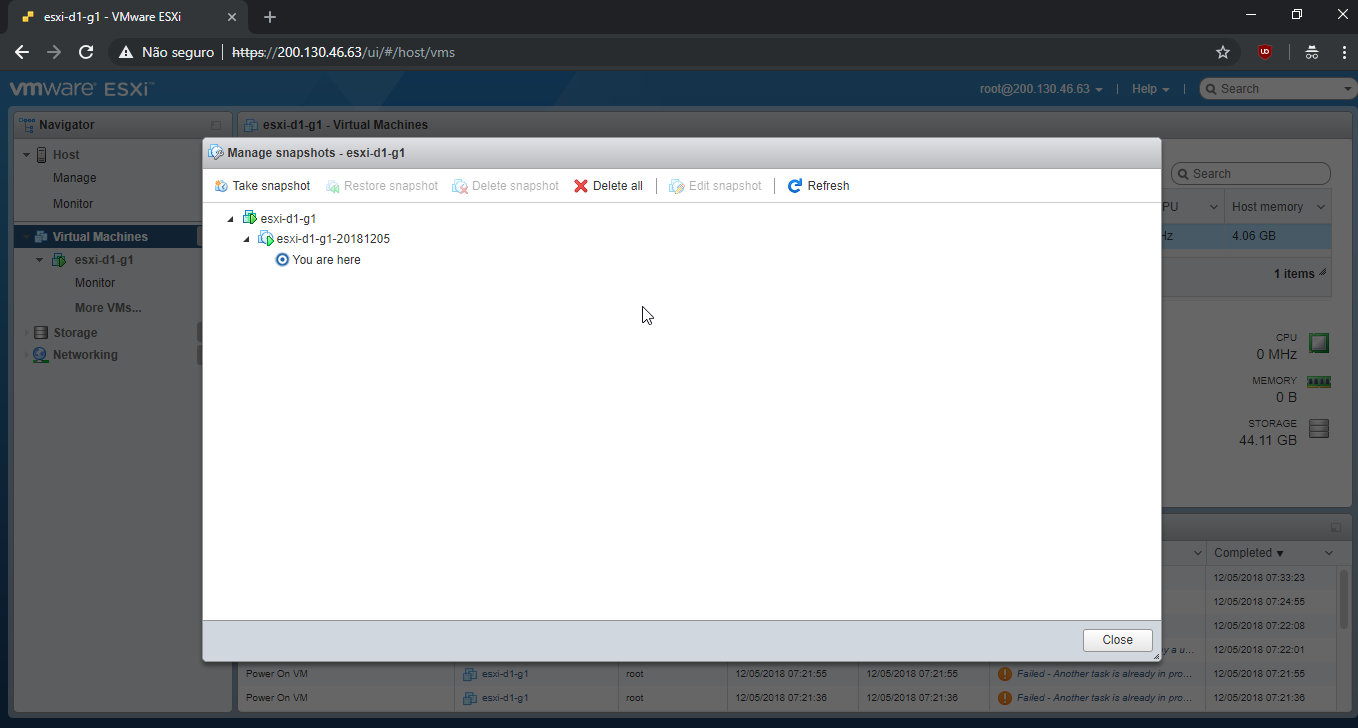 esxi-d1-g1 - VMware ESXi
Não seguro https://200.130.46.63/ui/#/host/vms
vmware ESXi™
root@200.130.46.63 Help Search
Navigator
esxi-d1-g1 - Virtual Machines
Host
Manage
Monitor
Virtual Machines
esxi-d1-g1
Monitor
More VMs...
Storage
Networking
Manage snapshots - esxi-d1-g1
Take snapshot Restore snapshot Delete snapshot Delete all Edit snapshot Refresh
esxi-d1-g1
esxi-d1-g1-20181205
You are here
Close
Search
Host memory
4.06 GB
1 items
CPU
0 MHz
MEMORY
0 B
STORAGE
44.11 GB
Completed
12/05/2018 07:33:23
12/05/2018 07:24:55
12/05/2018 07:22:08
12/05/2018 07:22:01
Power On VM esxi-d1-g1 root 12/05/2018 07:21:55 12/05/2018 07:21:55 Failed - Another task is already in pro... 12/05/2018 07:21:55
Power On VM esxi-d1-g1 root 12/05/2018 07:21:36 12/05/2018 07:21:36 Failed - Another task is already in pro... 12/05/2018 07:21:36